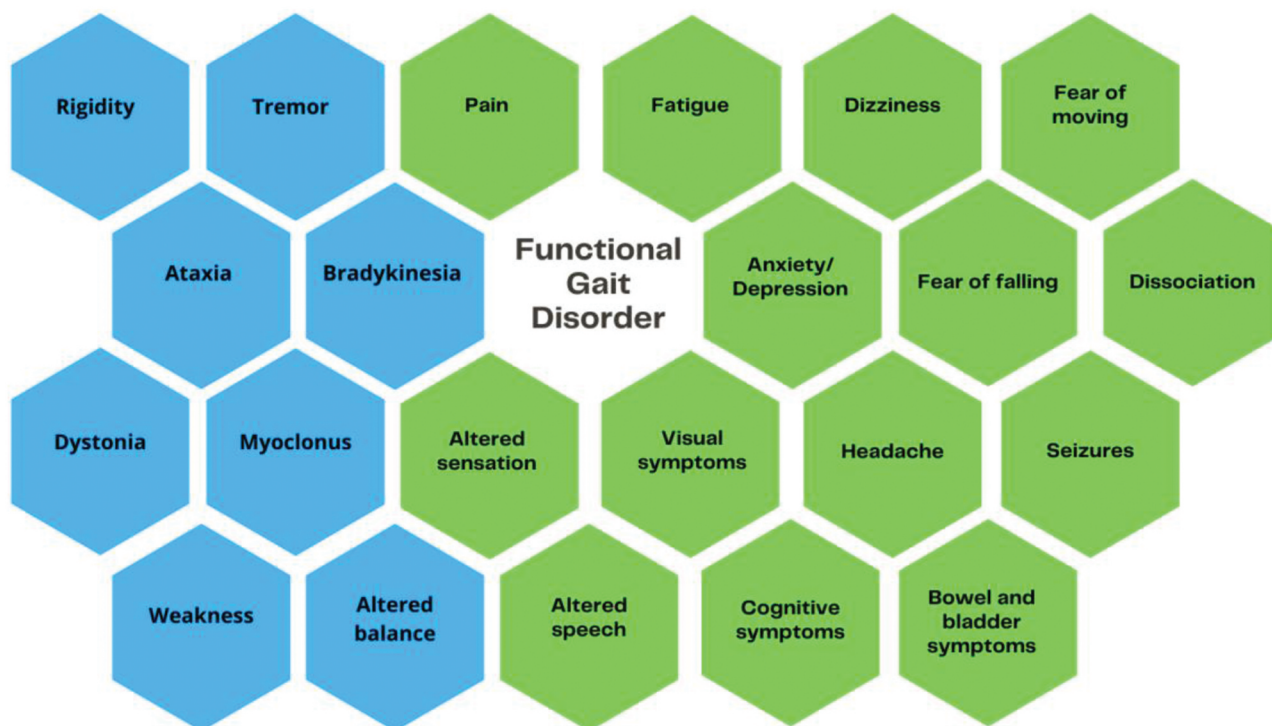 Rigidity
Tremor
Pain
Fatigue
Dizziness
Fear of
moving
Ataxia
Bradykinesia
Functional
Gait
Disorder
Anxiety/
Depression
Fear of falling
Dissociation
Dystonia
Myoclonus
Altered
sensation
Visual
symptoms
Headache
Seizures
Weakness
Altered
balance
Altered
speech
Cognitive
symptoms
Bowel and
bladder
symptoms